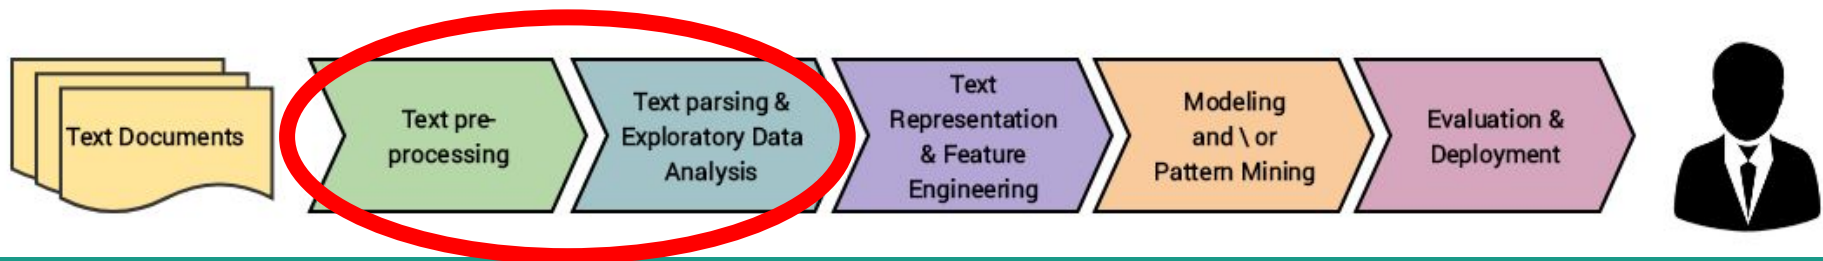 Text Documents
Text pre-
processing
Text parsing &
Exploratory Data
Analysis
Text
Representation
& Feature
Engineering
Modeling
and \ or
Pattern Mining
Evaluation &
Deployment